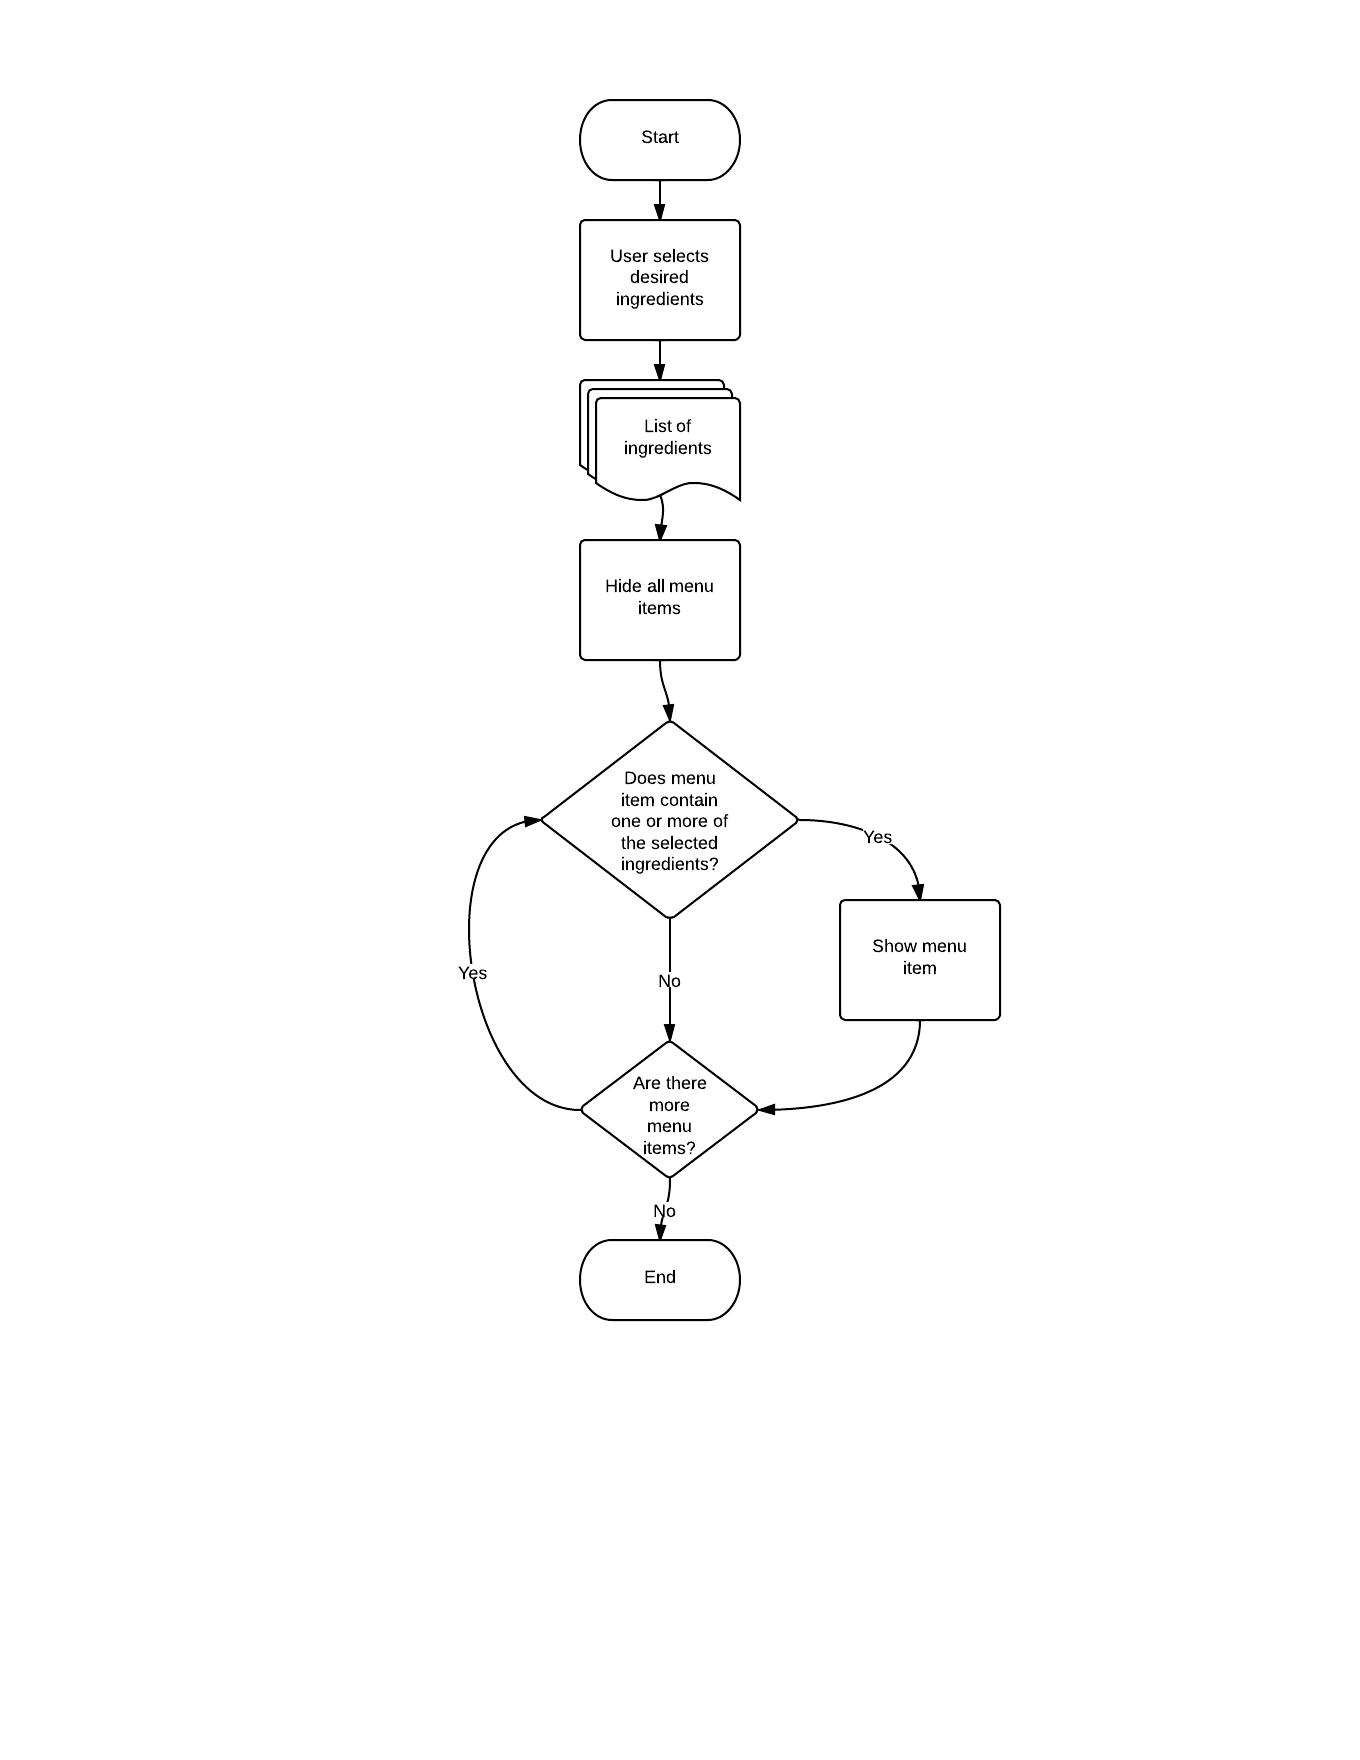 Start
User selects
desired
ingredients
List of
ingredients
Hide all menu
items
Does menu
item contain
one or more of
the selected
ingredients?
Yes
Show menu
item
Yes
No
Are there
more
menu
items?
No
End